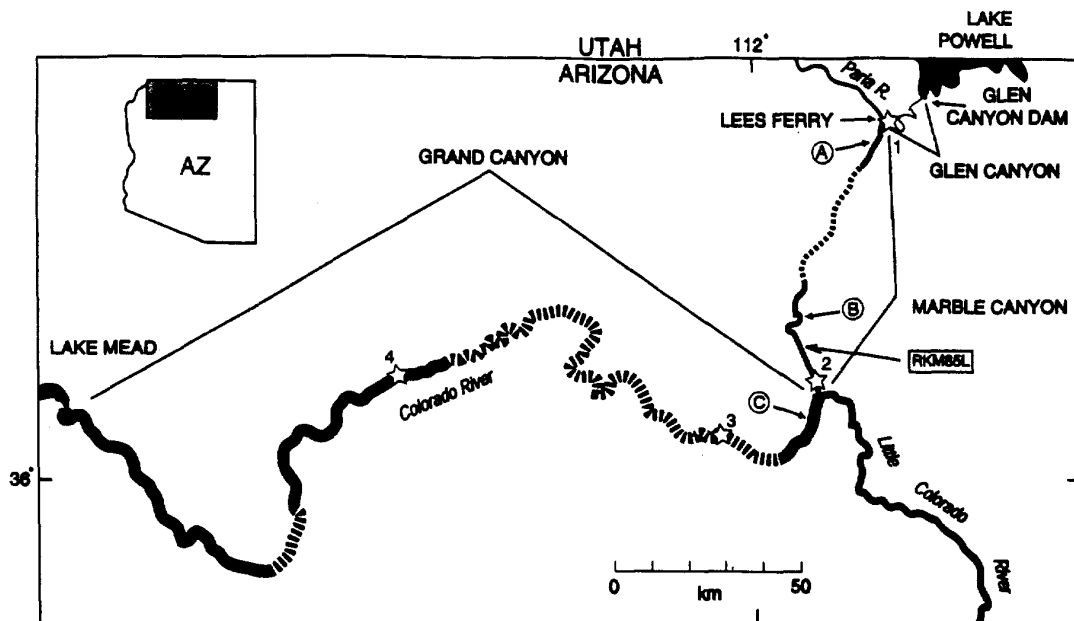 LAKE
POWELL
UTAH
112°
ARIZONA
Paria R.
GLEN
CANYON DAM
LEES FERRY
1
A
AZ
GRAND CANYON
GLEN CANYON
MARBLE CANYON
B
LAKE MEAD
RKM65L
4
2
Colorado River
C
3
Little
Colorado
River
36°
0
50
km